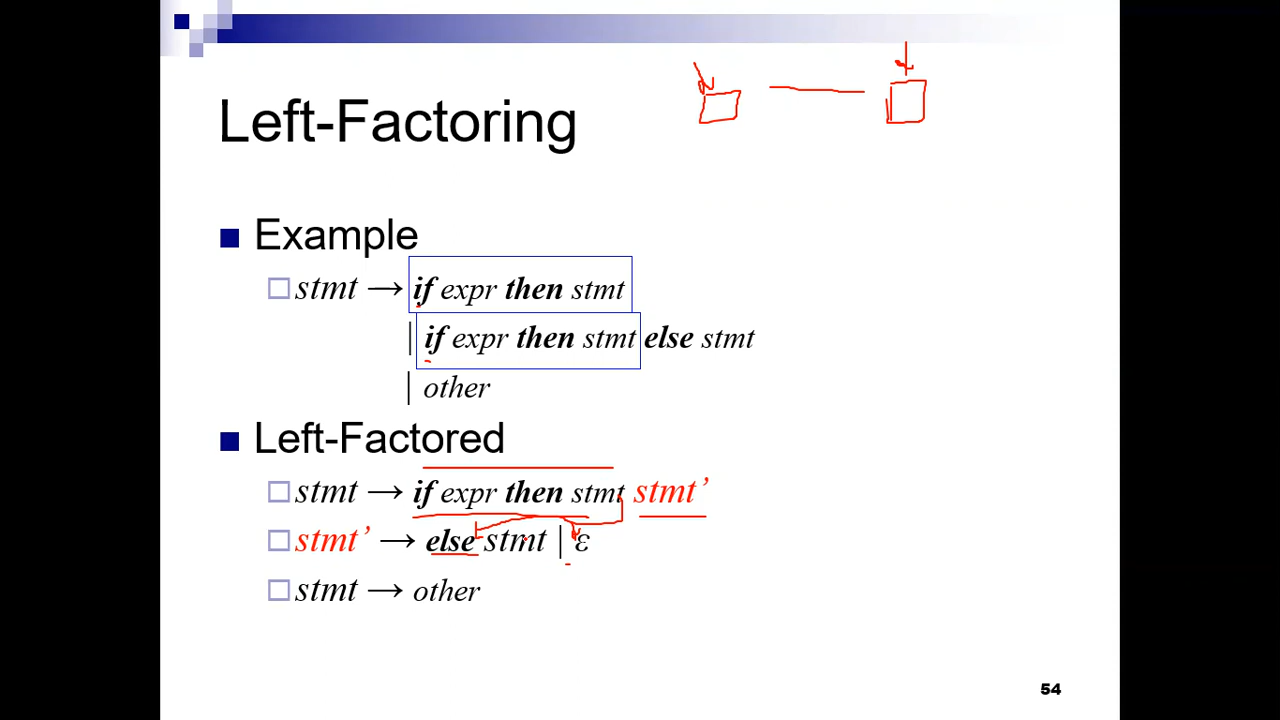 Left-Factoring
Example
stmt → if expr then stmt
| if expr then stmt else stmt
| other
Left-Factored
stmt → if expr then stmt stmt’
stmt’ → else stmt | ε
stmt → other
54